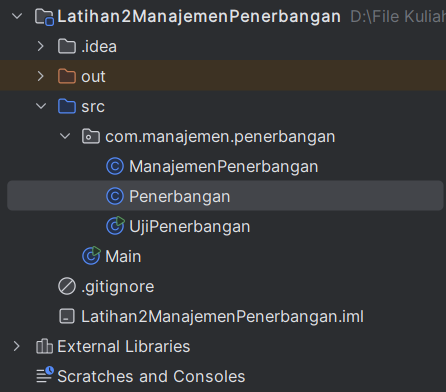 Latihan2ManajemenPenerbangan D:\File Kuliah
.idea
out
src
com.manajemen.penerbangan
ManajemenPenerbangan
Penerbangan
UjiPenerbangan
Main
.gitignore
Latihan2ManajemenPenerbangan.iml
External Libraries
Scratches and Consoles